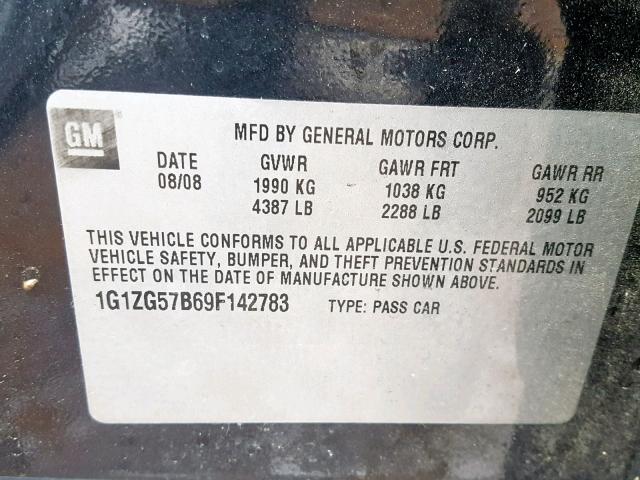 GM
MFD BY GENERAL MOTORS CORP.
DATE GVWR GAWR FRT GAWR RR
08/08 1990 KG 1038 KG 952 KG
4387 LB 2288 LB 2099 LB
THIS VEHICLE CONFORMS TO ALL APPLICABLE U.S. FEDERAL MOTOR
VEHICLE SAFETY, BUMPER, AND THEFT PREVENTION STANDARDS IN
EFFECT ON THE DATE OF MANUFACTURE SHOWN ABOVE.
1G1ZG57B69F142783 TYPE: PASS CAR